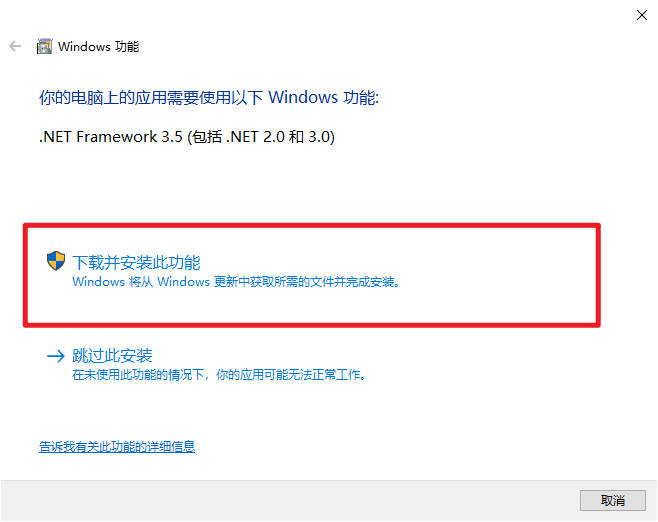 Windows 功能
你的电脑上的应用需要使用以下 Windows 功能:
.NET Framework 3.5 (包括 .NET 2.0 和 3.0)
下载并安装此功能
Windows 将从 Windows 更新中获取所需的文件并完成安装。
跳过此安装
在未使用此功能的情况下，你的应用可能无法正常工作。
告诉我有关此功能的详细信息
取消